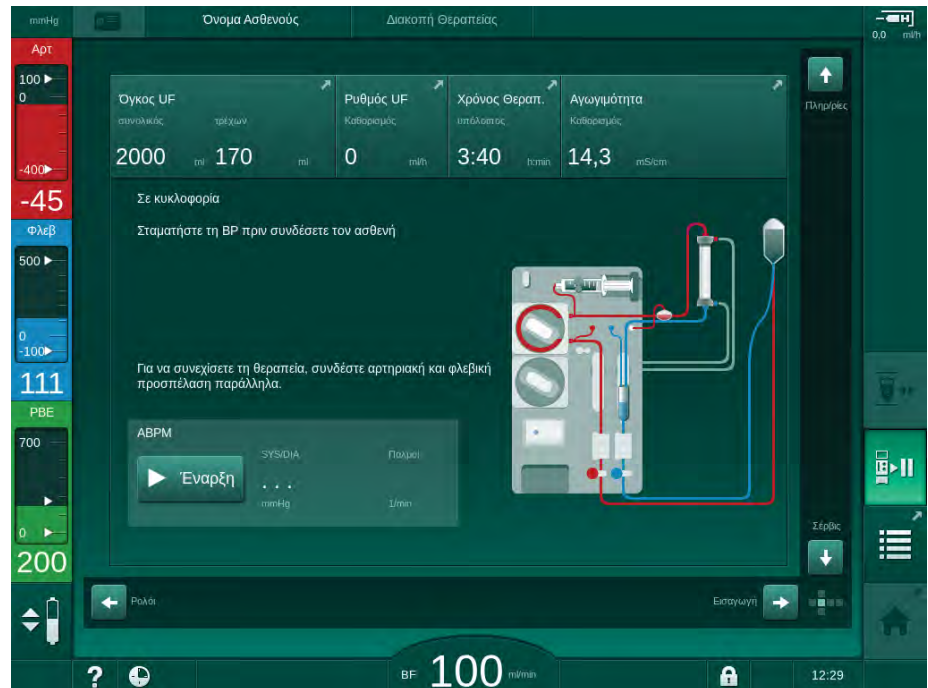 mmHg
Όνομα Ασθενούς
Διακοπή Θεραπείας
0,0 ml/h
Αρτ
100
0
-400
-45
Φλεβ
500
0
-100
111
PBE
700
0
200
Όγκος UF
συνολικός τρέχων
2000 ml 170 ml
Ρυθμός UF
Καθορισμός
0 ml/h
Χρόνος Θεραπ.
υπόλοιπος
3:40 h:min
Αγωγιμότητα
Καθορισμός
14,3 mS/cm
Πληρ/ρίες
Σε κυκλοφορία
Σταματήστε τη BP πριν συνδέσετε τον ασθενή
Για να συνεχίσετε τη θεραπεία, συνδέστε αρτηριακή και φλεβική
προσπέλαση παράλληλα.
ABPM
SYS/DIA Παλμοί
Έναρξη
. . .
mmHg 1/min
Σέρβις
Ρολόι
Εισαγωγή
? BF 100 ml/min 12:29